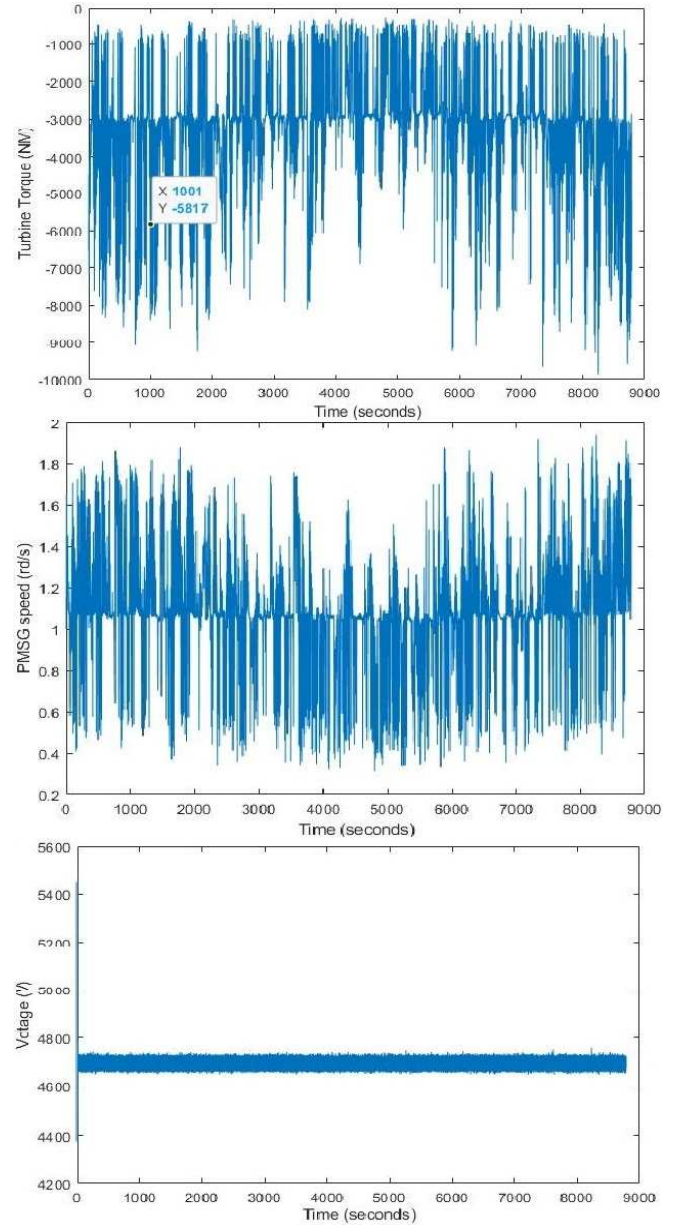 0
-1000
-2000
-3000
-4000
-5000
-6000
-7000
-8000
-9000
-10000
Turbine Torque (NM)
X 1001
Y -5817
0 1000 2000 3000 4000 5000 6000 7000 8000 9000
Time (seconds)
2
1.8
1.6
1.4
1.2
1
0.8
0.6
0.4
0.2
PMSG speed (rd/s)
0 1000 2000 3000 4000 5000 6000 7000 8000 9000
Time (seconds)
5600
5400
5200
5000
4800
4600
4400
4200
Vctage (V)
0 1000 2000 3000 4000 5000 6000 7000 8000 9000
Time (seconds)